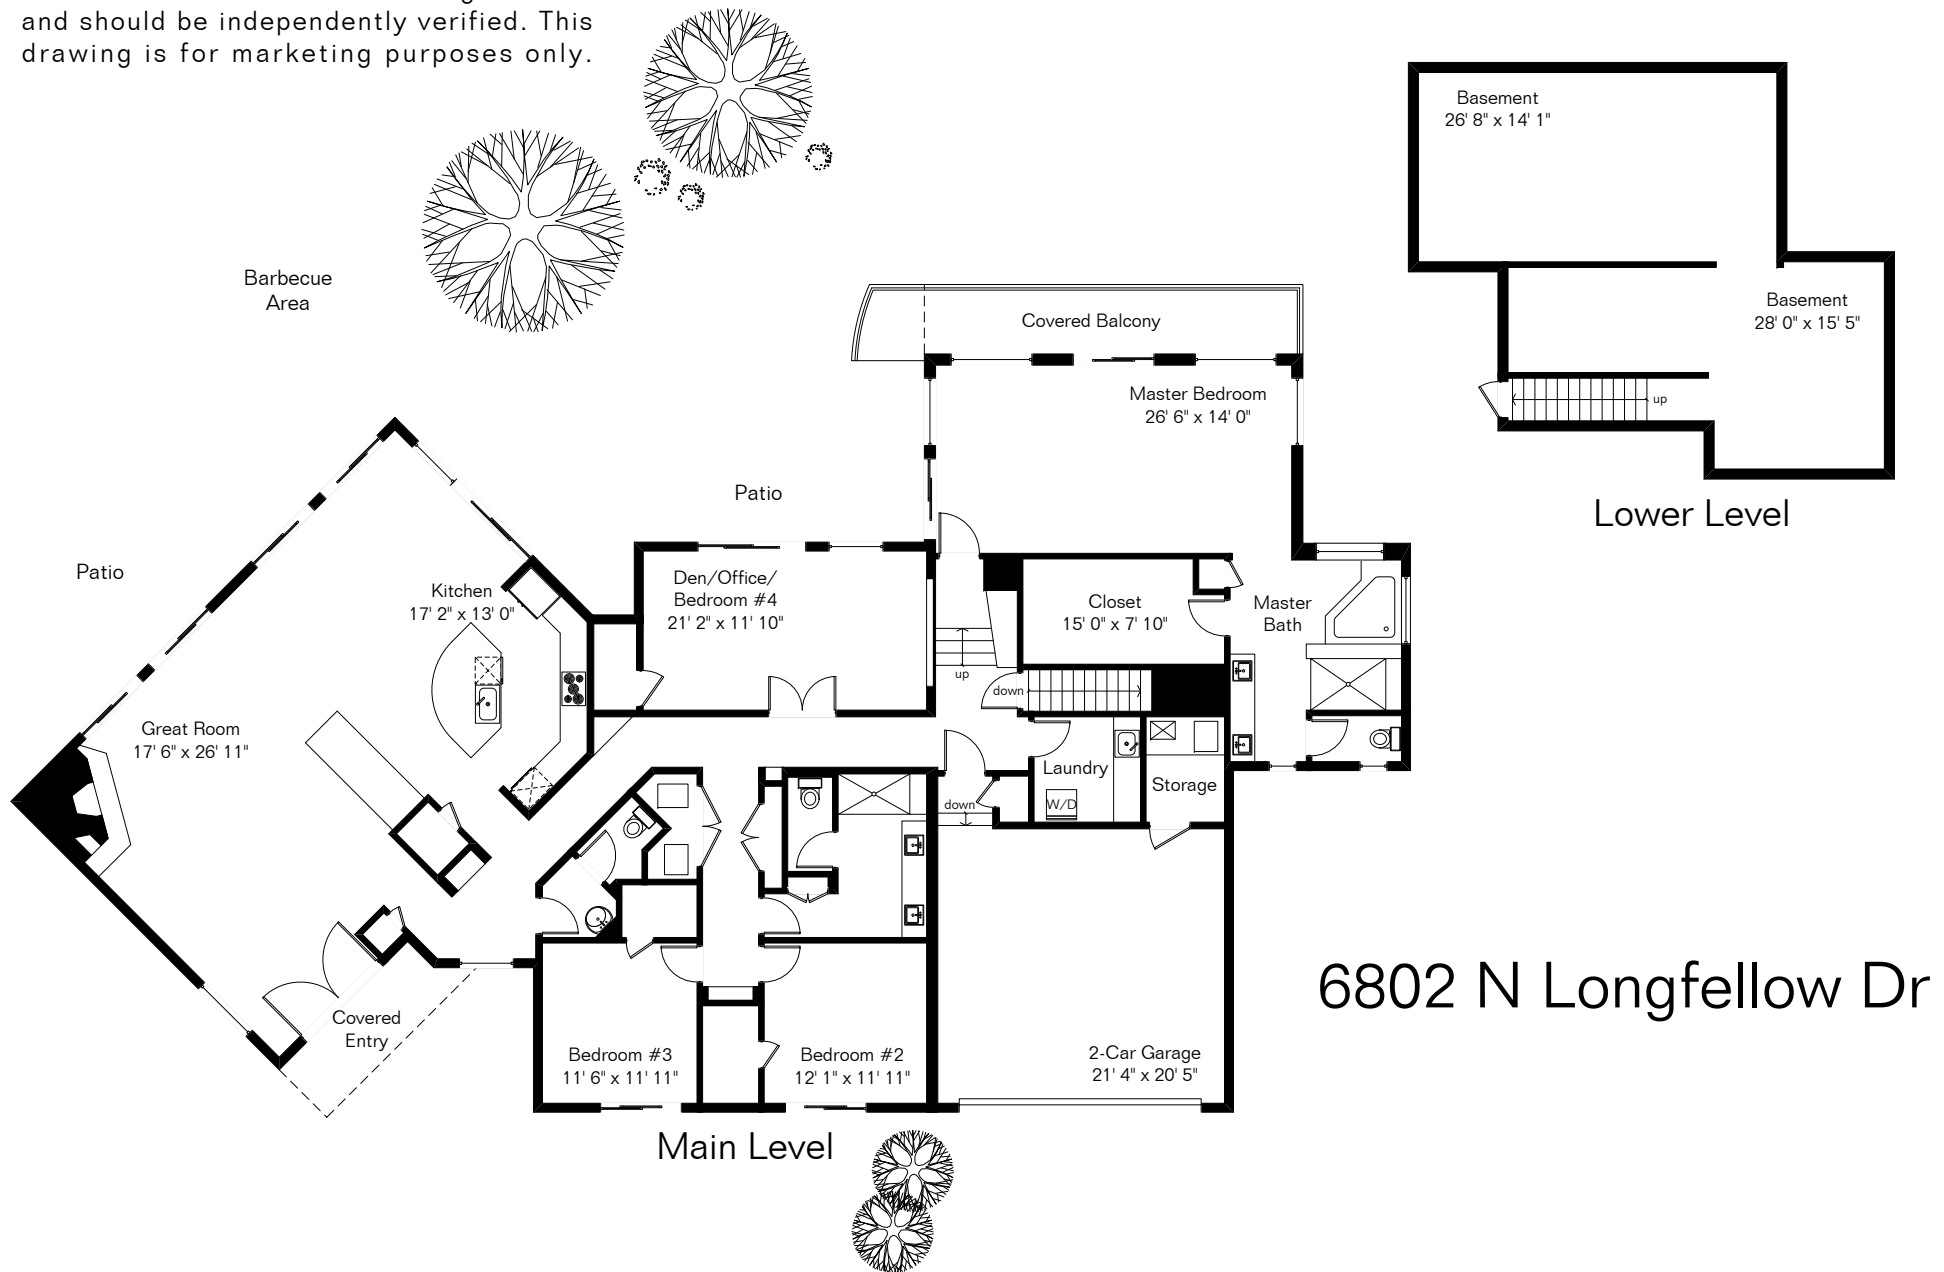 and should be independently verified. This
drawing is for marketing purposes only.
Basement
26' 8" x 14' 1"
Barbecue
Area
Basement
28' 0" x 15' 5"
Covered Balcony
Master Bedroom
26' 6" x 14' 0"
up
Patio
Lower Level
Patio
Kitchen
17' 2" x 13' 0"
Den/Office/
Bedroom #4
21' 2" x 11' 10"
Closet
15' 0" x 7' 10"
Master
Bath
up
down
Great Room
17' 6" x 26' 11"
Laundry
Storage
W/D
down
6802 N Longfellow Dr
Covered
Entry
Bedroom #3
11' 6" x 11' 11"
Bedroom #2
12' 1" x 11' 11"
2-Car Garage
21' 4" x 20' 5"
Main Level